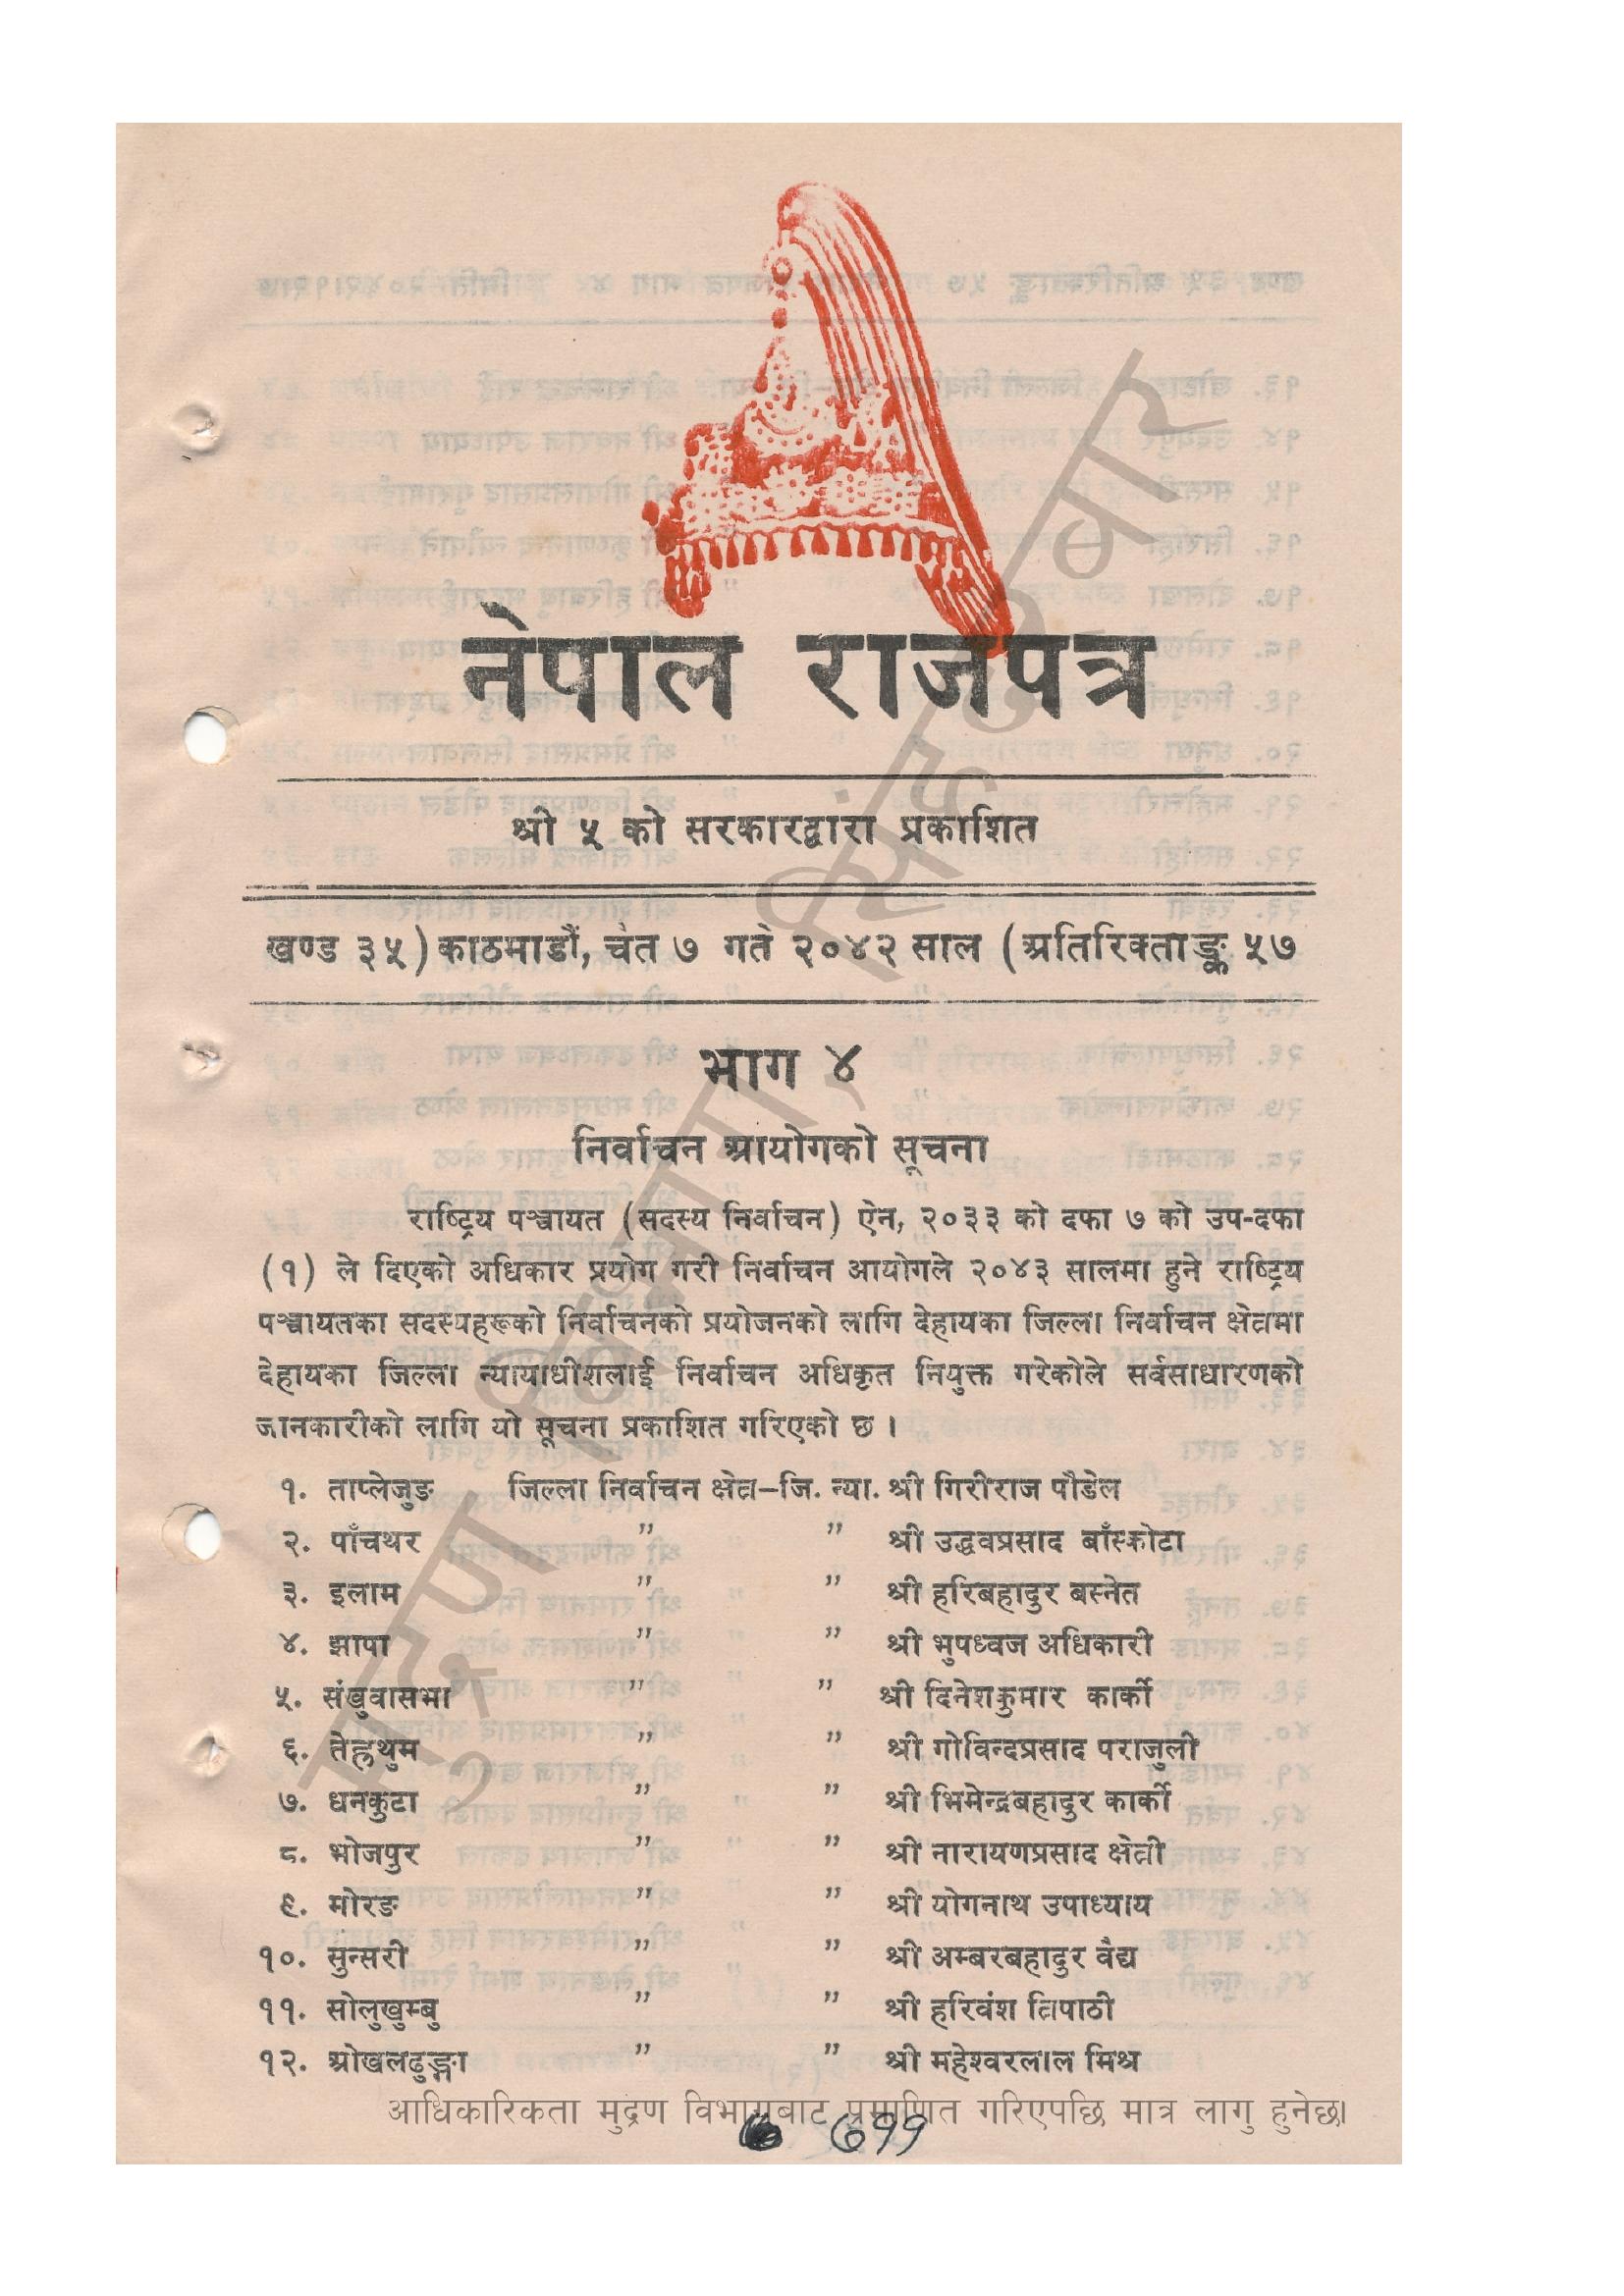 नेपाल राजपत्र
श्री ५ को सरकारद्वारा प्रकाशित
खण्ड ३५) काठमाडौं, चैत ७ गते २०४२ साल (अतिरिक्ताङ्क ५७
भाग ४
निर्वाचन आयोगको सूचना
राष्ट्रिय पञ्चायत (सदस्य निर्वाचन) ऐन, २०३३ को दफा ७ को उप-दफा
(१) ले दिएको अधिकार प्रयोग गरी निर्वाचन आयोगले २०४३ सालमा हुने राष्ट्रिय
पञ्चायतका सदस्यहरूको निर्वाचनको प्रयोजनको लागि देहायका जिल्ला निर्वाचन क्षेत्रमा
देहायका जिल्ला न्यायाधीशलाई निर्वाचन अधिकृत नियुक्त गरेकोले सर्वसाधारणको
जानकारीको लागि यो सूचना प्रकाशित गरिएको छ ।
१. ताप्लेजुङ जिल्ला निर्वाचन क्षेत्र–जि. न्या. श्री गिरीराज पौडेल
२. पाँचथर ” ” श्री उद्धवप्रसाद बाँस्कोटा
३. इलाम ” ” श्री हरिबहादुर बस्नेत
४. झापा ” ” श्री भुपध्वज अधिकारी
५. संखुवासभा ” ” श्री दिनेशकुमार कार्की
६. तेह्रथुम ” ” श्री गोविन्दप्रसाद पराजुली
७. धनकुटा ” ” श्री भिमेन्द्रबहादुर कार्की
८. भोजपुर ” ” श्री नारायणप्रसाद क्षेत्री
९. मोरङ ” ” श्री योगनाथ उपाध्याय
१०. सुन्सरी ” ” श्री अम्बरबहादुर वैद्य
११. सोलुखुम्बु ” ” श्री हरिवंश त्रिपाठी
१२. ओखलढुङ्गा ” ” श्री महेश्वरलाल मिश्र
आधिकारिकता मुद्रण विभागबाट प्रमाणित गरिएपछि मात्र लागु हुनेछ।
७११
मुद्रण विभाग, सिंहदरबार